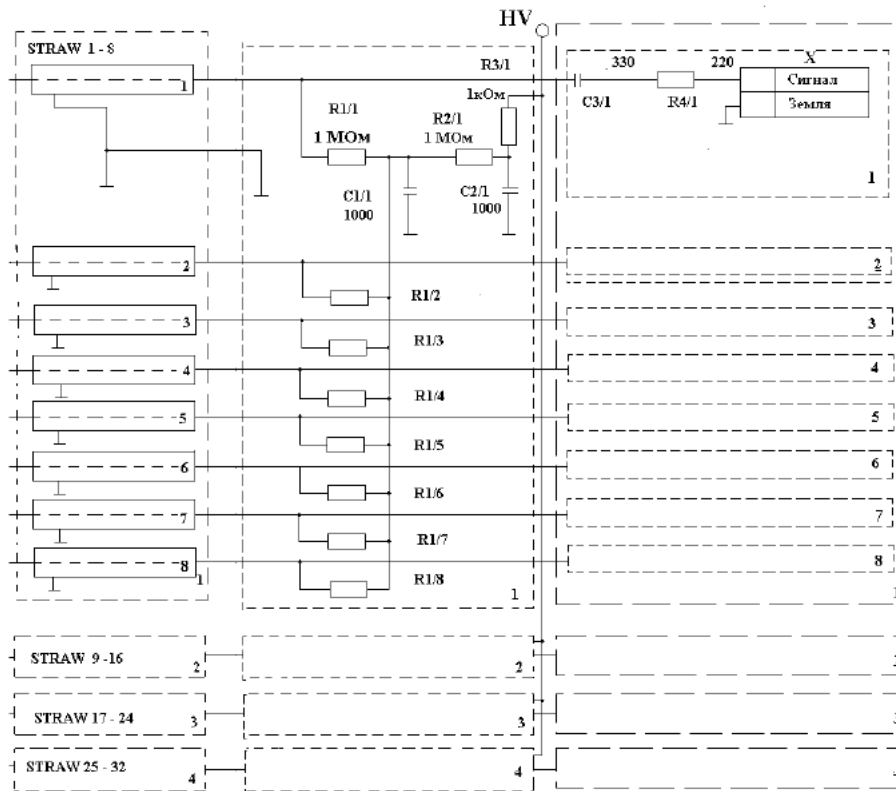 HV
STRAW 1 - 8
1
R3/1
330
220
X
Сигнал
Земля
1кОм
C3/1
R4/1
R1/1
R2/1
1 МОм
1 МОм
1
C1/1
1000
C2/1
1000
2
R1/2
2
3
R1/3
3
4
R1/4
4
5
R1/5
5
6
R1/6
6
7
R1/7
7
8
R1/8
8
1
1
STRAW 9 -16
2
2
STRAW 17 - 24
3
3
STRAW 25 - 32
4
4